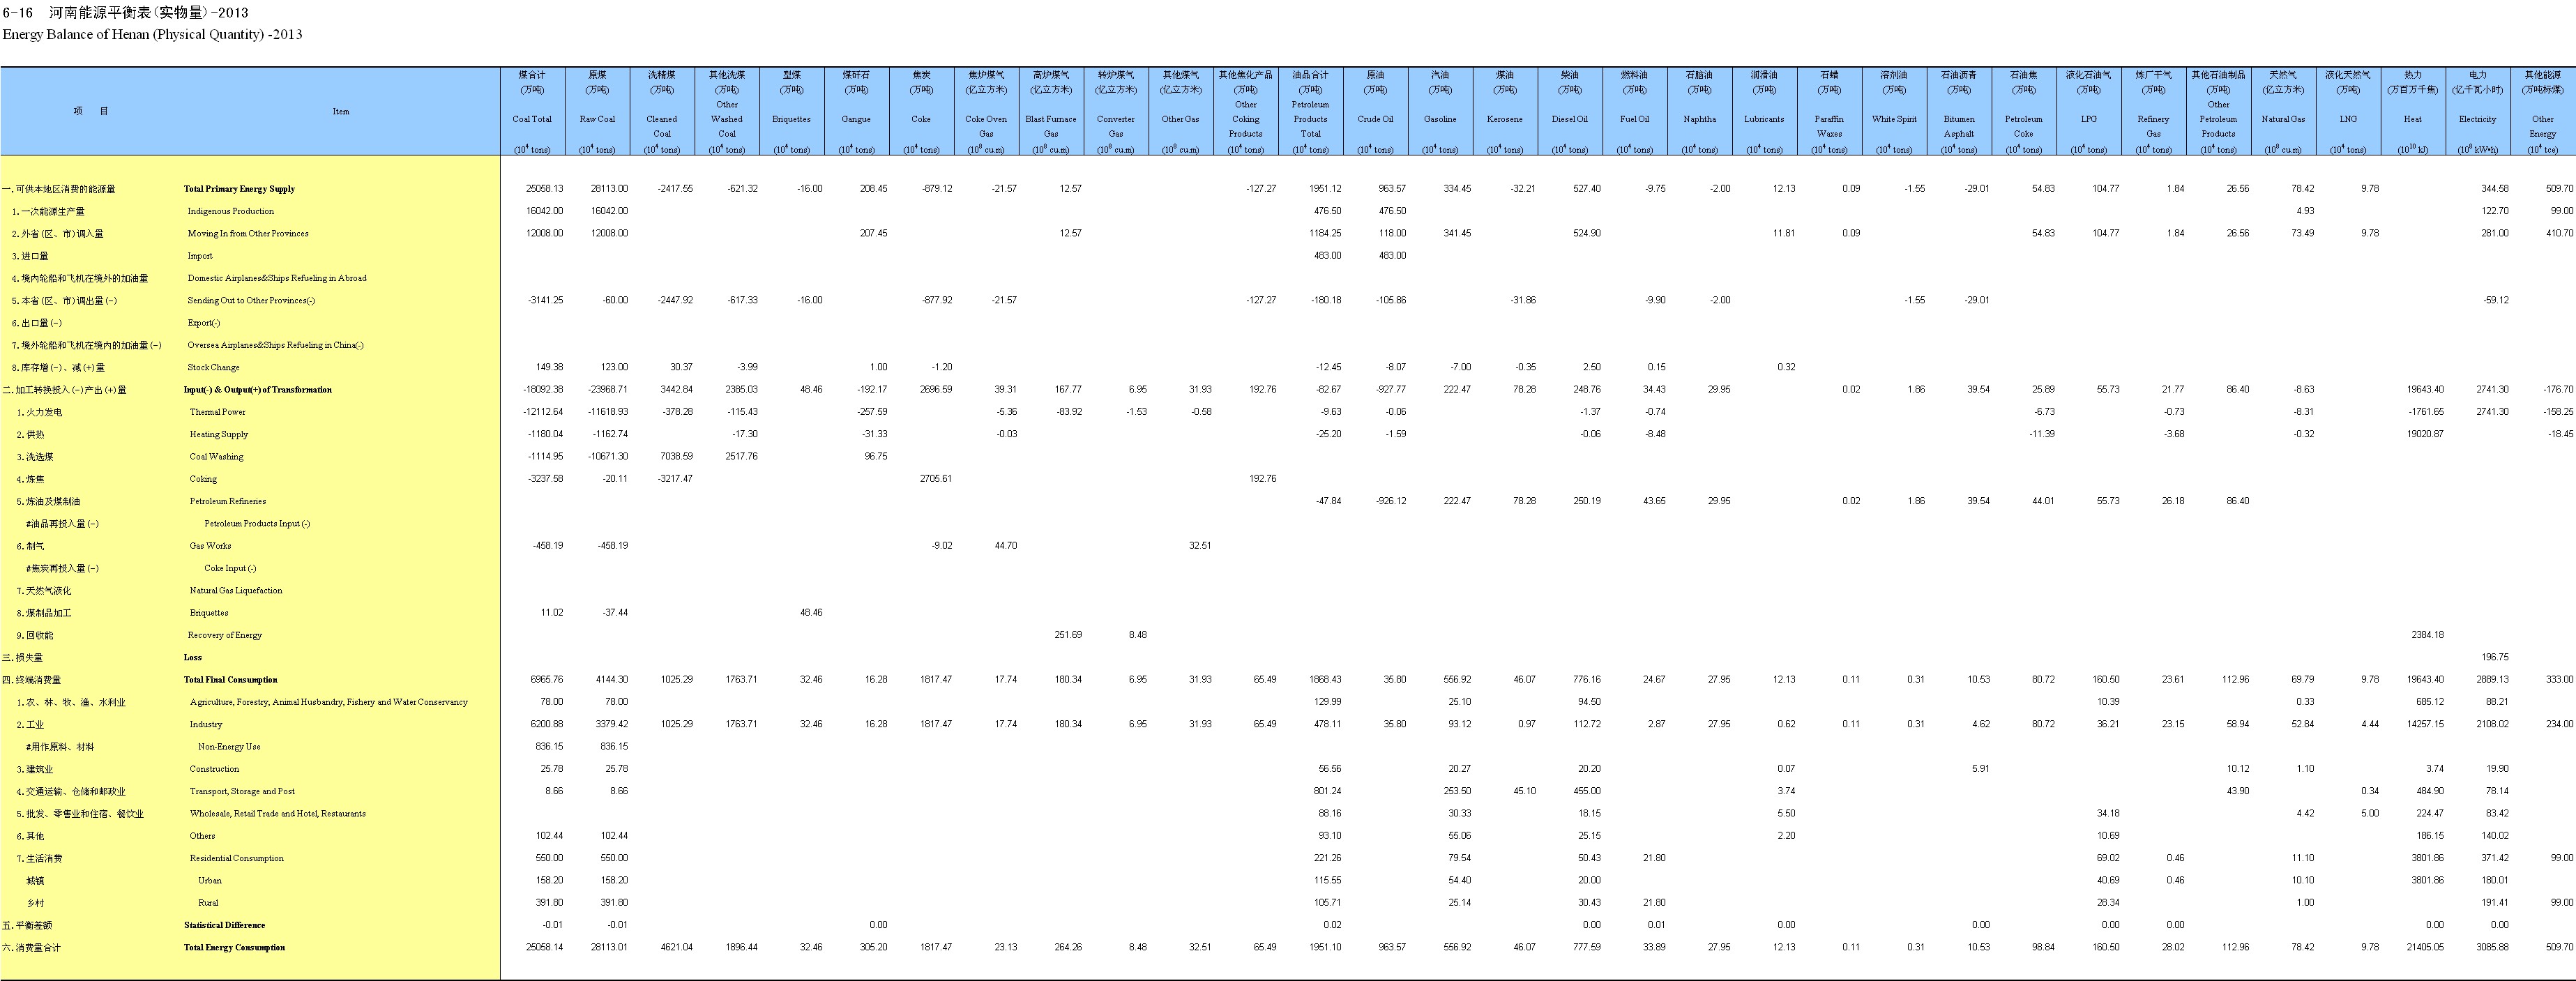 6-16 河南能源平衡表(实物量)-2013
Energy Balance of Henan (Physical Quantity) -2013
煤合计 原煤 洗精煤 其他洗煤 型煤 煤矸石 焦炭 焦炉煤气 高炉煤气 转炉煤气 其他煤气 其他焦化产品 油品合计 原油 汽油 煤油 柴油 燃料油 石脑油 润滑油 石蜡 溶剂油 石油沥青 石油焦 液化石油气 炼厂干气 其他石油制品 天然气 液化天然气 热力 电力 其他能源
(万吨) (万吨) (万吨) (万吨) (万吨) (万吨) (万吨) (亿立方米) (亿立方米) (亿立方米) (亿立方米) (万吨) (万吨) (万吨) (万吨) (万吨) (万吨) (万吨) (万吨) (万吨) (万吨) (万吨) (万吨) (万吨) (万吨) (万吨) (万吨) (亿立方米) (万吨) (万百万千焦) (亿千瓦小时) (万吨标煤)
项 目 Item Other Other Petroleum Other
Coal Total Raw Coal Cleaned Washed Briquettes Gangue Coke Coke Oven Blast Furnace Converter Other Gas Coking Products Crude Oil Gasoline Kerosene Diesel Oil Fuel Oil Naphtha Lubricants Paraffin White Spirit Bitumen Petroleum LPG Refinery Petroleum Natural Gas LNG Heat Electricity Other
Coal Coal Gas Gas Gas Products Total Waxes Asphalt Coke Gas Products Energy
(10⁴ tons) (10⁴ tons) (10⁴ tons) (10⁴ tons) (10⁴ tons) (10⁴ tons) (10⁴ tons) (10⁸ cu.m) (10⁸ cu.m) (10⁸ cu.m) (10⁸ cu.m) (10⁴ tons) (10⁴ tons) (10⁴ tons) (10⁴ tons) (10⁴ tons) (10⁴ tons) (10⁴ tons) (10⁴ tons) (10⁴ tons) (10⁴ tons) (10⁴ tons) (10⁴ tons) (10⁴ tons) (10⁴ tons) (10⁴ tons) (10⁴ tons) (10⁸ cu.m) (10⁴ tons) (10¹⁰ kJ) (10⁸ kW•h) (10⁴ tce)
一.可供本地区消费的能源量 Total Primary Energy Supply 25058.13 28113.00 -2417.55 -621.32 -16.00 208.45 -879.12 -21.57 12.57 -127.27 1951.12 963.57 334.45 -32.21 527.40 -9.75 -2.00 12.13 0.09 -1.55 -29.01 54.83 104.77 1.84 26.56 78.42 9.78 344.58 509.70
1.一次能源生产量 Indigenous Production 16042.00 16042.00 476.50 476.50 4.93 122.70 99.00
2.外省(区、市)调入量 Moving In from Other Provinces 12008.00 12008.00 207.45 12.57 1184.25 118.00 341.45 524.90 11.81 0.09 54.83 104.77 1.84 26.56 73.49 9.78 281.00 410.70
3.进口量 Import 483.00 483.00
4.境内轮船和飞机在境外的加油量 Domestic Airplanes&Ships Refueling in Abroad
5.本省(区、市)调出量(-) Sending Out to Other Provinces(-) -3141.25 -60.00 -2447.92 -617.33 -16.00 -877.92 -21.57 -127.27 -180.18 -105.86 -31.86 -9.90 -2.00 -1.55 -29.01 -59.12
6.出口量(-) Export(-)
7.境外轮船和飞机在境内的加油量(-) Oversea Airplanes&Ships Refueling in China(-)
8.库存增(-)、减(+)量 Stock Change 149.38 123.00 30.37 -3.99 1.00 -1.20 -12.45 -8.07 -7.00 -0.35 2.50 0.15 0.32
二.加工转换投入(-)产出(+)量 Input(-) & Output(+) of Transformation -18092.38 -23968.71 3442.84 2385.03 48.46 -192.17 2696.59 39.31 167.77 6.95 31.93 192.76 -82.67 -927.77 222.47 78.28 248.76 34.43 29.95 0.02 1.86 39.54 25.89 55.73 21.77 86.40 -8.63 19643.40 2741.30 -176.70
1.火力发电 Thermal Power -12112.64 -11618.93 -378.28 -115.43 -257.59 -5.36 -83.92 -1.53 -0.58 -9.63 -0.06 -1.37 -0.74 -6.73 -0.73 -8.31 -1761.65 2741.30 -158.25
2.供热 Heating Supply -1180.04 -1162.74 -17.30 -31.33 -0.03 -25.20 -1.59 -0.06 -8.48 -11.39 -3.68 -0.32 19020.87 -18.45
3.洗选煤 Coal Washing -1114.95 -10671.30 7038.59 2517.76 96.75
4.炼焦 Coking -3237.58 -20.11 -3217.47 2705.61 192.76
5.炼油及煤制油 Petroleum Refineries -47.84 -926.12 222.47 78.28 250.19 43.65 29.95 0.02 1.86 39.54 44.01 55.73 26.18 86.40
#油品再投入量(-) Petroleum Products Input (-)
6.制气 Gas Works -458.19 -458.19 -9.02 44.70 32.51
#焦炭再投入量(-) Coke Input (-)
7.天然气液化 Natural Gas Liquefaction
8.煤制品加工 Briquettes 11.02 -37.44 48.46
9.回收能 Recovery of Energy 251.69 8.48 2384.18
三.损失量 Loss 196.75
四.终端消费量 Total Final Consumption 6965.76 4144.30 1025.29 1763.71 32.46 16.28 1817.47 17.74 180.34 6.95 31.93 65.49 1868.43 35.80 556.92 46.07 776.16 24.67 27.95 12.13 0.11 0.31 10.53 80.72 160.50 23.61 112.96 69.79 9.78 19643.40 2889.13 333.00
1.农、林、牧、渔、水利业 Agriculture, Forestry, Animal Husbandry, Fishery and Water Conservancy 78.00 78.00 129.99 25.10 94.50 10.39 0.33 685.12 88.21
2.工业 Industry 6200.88 3379.42 1025.29 1763.71 32.46 16.28 1817.47 17.74 180.34 6.95 31.93 65.49 478.11 35.80 93.12 0.97 112.72 2.87 27.95 0.62 0.11 0.31 4.62 80.72 36.21 23.15 58.94 52.84 4.44 14257.15 2108.02 234.00
#用作原料、材料 Non-Energy Use 836.15 836.15
3.建筑业 Construction 25.78 25.78 56.56 20.27 20.20 0.07 5.91 10.12 1.10 3.74 19.90
4.交通运输、仓储和邮政业 Transport, Storage and Post 8.66 8.66 801.24 253.50 45.10 455.00 3.74 43.90 0.34 484.90 78.14
5.批发、零售业和住宿、餐饮业 Wholesale, Retail Trade and Hotel, Restaurants 88.16 30.33 18.15 5.50 34.18 4.42 5.00 224.47 83.42
6.其他 Others 102.44 102.44 93.10 55.06 25.15 2.20 10.69 186.15 140.02
7.生活消费 Residential Consumption 550.00 550.00 221.26 79.54 50.43 21.80 69.02 0.46 11.10 3801.86 371.42 99.00
城镇 Urban 158.20 158.20 115.55 54.40 20.00 40.69 0.46 10.10 3801.86 180.01
乡村 Rural 391.80 391.80 105.71 25.14 30.43 21.80 28.34 1.00 191.41 99.00
五.平衡差额 Statistical Difference -0.01 -0.01 0.00 0.02 0.00 0.01 0.00 0.00 0.00 0.00 0.00 0.00
六.消费量合计 Total Energy Consumption 25058.14 28113.01 4621.04 1896.44 32.46 305.20 1817.47 23.13 264.26 8.48 32.51 65.49 1951.10 963.57 556.92 46.07 777.59 33.89 27.95 12.13 0.11 0.31 10.53 98.84 160.50 28.02 112.96 78.42 9.78 21405.05 3085.88 509.70